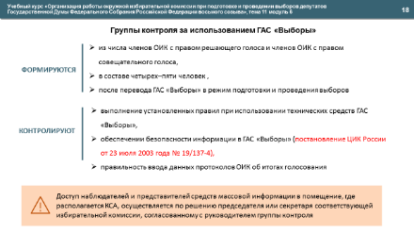 Учебный курс «Организация работы окружной избирательной комиссии при подготовке и проведении выборов депутатов
Государственной Думы Федерального Собрания Российской Федерации восьмого созыва», тема 11 модуль 6
18
Группы контроля за использованием ГАС «Выборы»
ФОРМИРУЮТСЯ
из числа членов ОИК с правом решающего голоса и членов ОИК с правом
совещательного голоса,
в составе четырех–пяти человек ,
после перевода ГАС «Выборы» в режим подготовки и проведения выборов
КОНТРОЛИРУЮТ
выполнение установленных правил при использовании технических средств ГАС
«Выборы»,
обеспечении безопасности информации в ГАС «Выборы» (постановление ЦИК России
от 23 июля 2003 года № 19/137-4),
правильность ввода данных протоколов ОИК об итогах голосования
Доступ наблюдателей и представителей средств массовой информации в помещение, где
располагается КСА, осуществляется по решению председателя или секретаря соответствующей
избирательной комиссии, согласованному с руководителем группы контроля